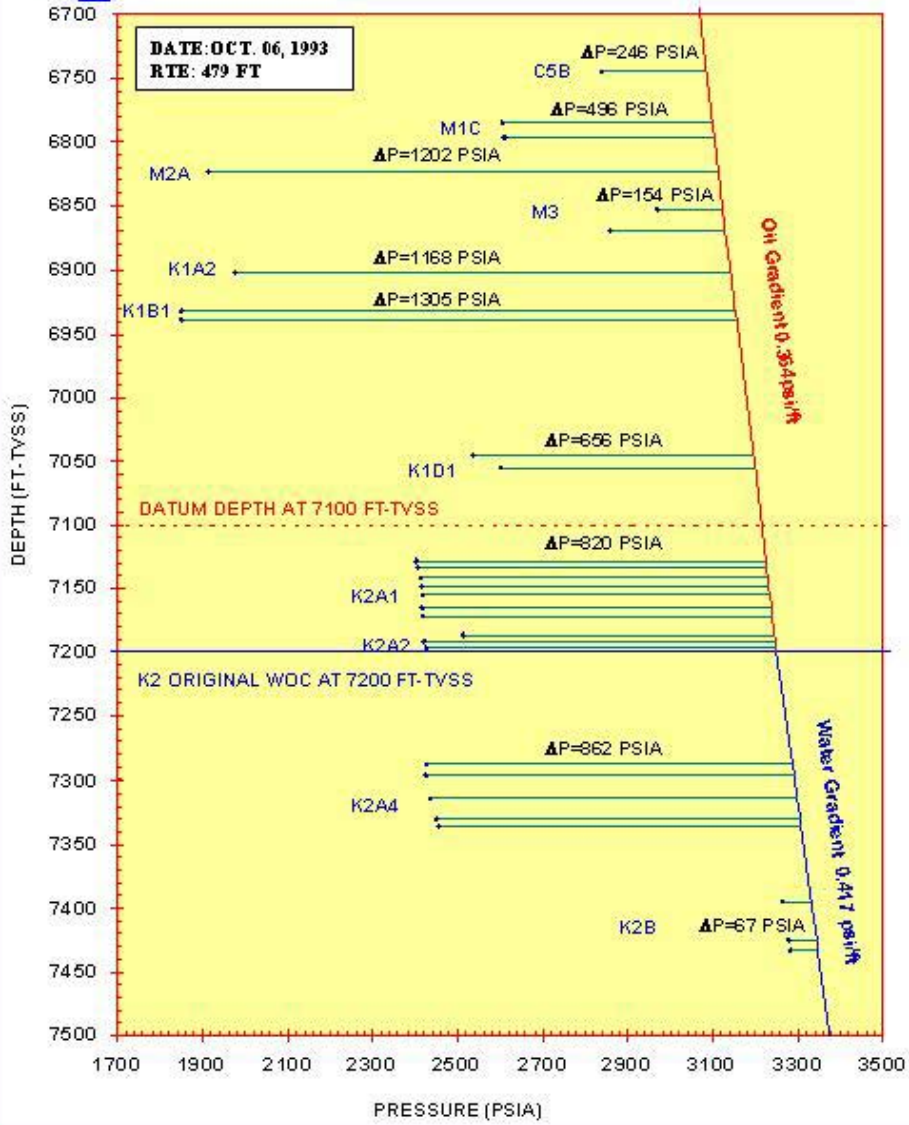 DATE:OCT. 06, 1993
RTE: 479 FT
6700
6750
6800
6850
6900
6950
7000
7050
7100
7150
7200
7250
7300
7350
7400
7450
7500
DEPTH (FT-TVSS)
C5B
ΔP=246 PSIA
M1C
ΔP=496 PSIA
M2A
ΔP=1202 PSIA
M3
ΔP=154 PSIA
K1A2
ΔP=1168 PSIA
K1B1
ΔP=1305 PSIA
Oil Gradient 0.364psi/ft
K1D1
ΔP=656 PSIA
DATUM DEPTH AT 7100 FT-TVSS
ΔP=820 PSIA
K2A1
K2A2
K2 ORIGINAL WOC AT 7200 FT-TVSS
ΔP=862 PSIA
K2A4
Water Gradient 0.417 psi/ft
K2B
ΔP=67 PSIA
1700 1900 2100 2300 2500 2700 2900 3100 3300 3500
PRESSURE (PSIA)